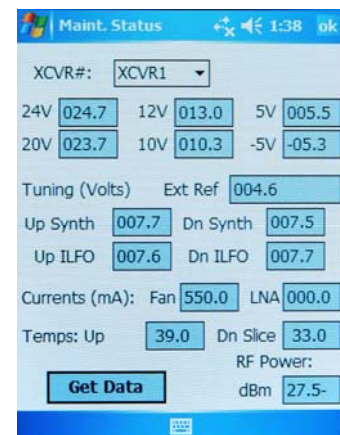 Maint. Status 1:38 ok
XCVR#: XCVR1
24V 024.7 12V 013.0 5V 005.5
20V 023.7 10V 010.3 -5V -05.3
Tuning (Volts) Ext Ref 004.6
Up Synth 007.7 Dn Synth 007.5
Up ILFO 007.6 Dn ILFO 007.7
Currents (mA): Fan 550.0 LNA 000.0
Temps: Up 39.0 Dn Slice 33.0
RF Power:
Get Data dBm 27.5-